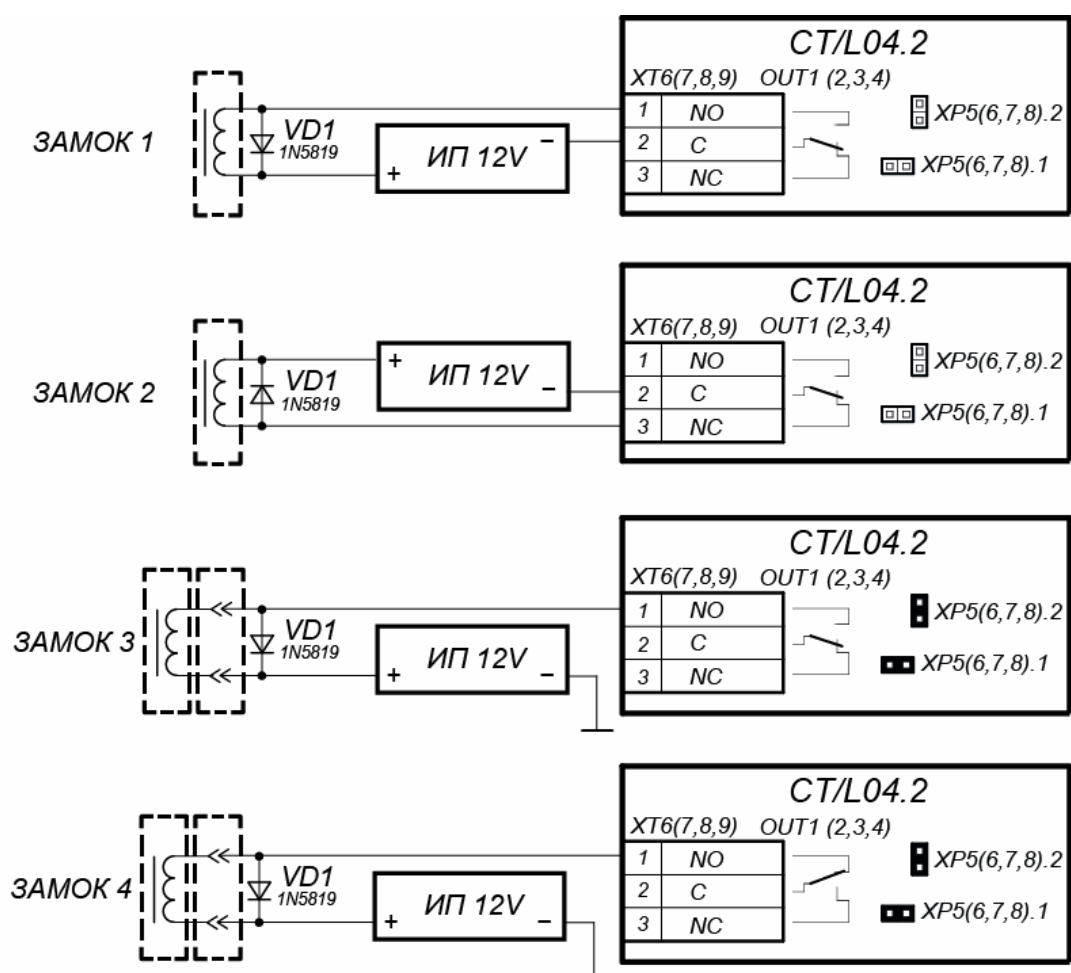 CT/L04.2
XT6(7,8,9) OUT1 (2,3,4)
ЗАМОК 1
VD1
1N5819
+ ИП 12V −
1 NO
2 C
3 NC
XP5(6,7,8).2
XP5(6,7,8).1
CT/L04.2
XT6(7,8,9) OUT1 (2,3,4)
ЗАМОК 2
VD1
1N5819
+ ИП 12V −
1 NO
2 C
3 NC
XP5(6,7,8).2
XP5(6,7,8).1
CT/L04.2
XT6(7,8,9) OUT1 (2,3,4)
ЗАМОК 3
VD1
1N5819
+ ИП 12V −
1 NO
2 C
3 NC
XP5(6,7,8).2
XP5(6,7,8).1
CT/L04.2
XT6(7,8,9) OUT1 (2,3,4)
ЗАМОК 4
VD1
1N5819
+ ИП 12V −
1 NO
2 C
3 NC
XP5(6,7,8).2
XP5(6,7,8).1